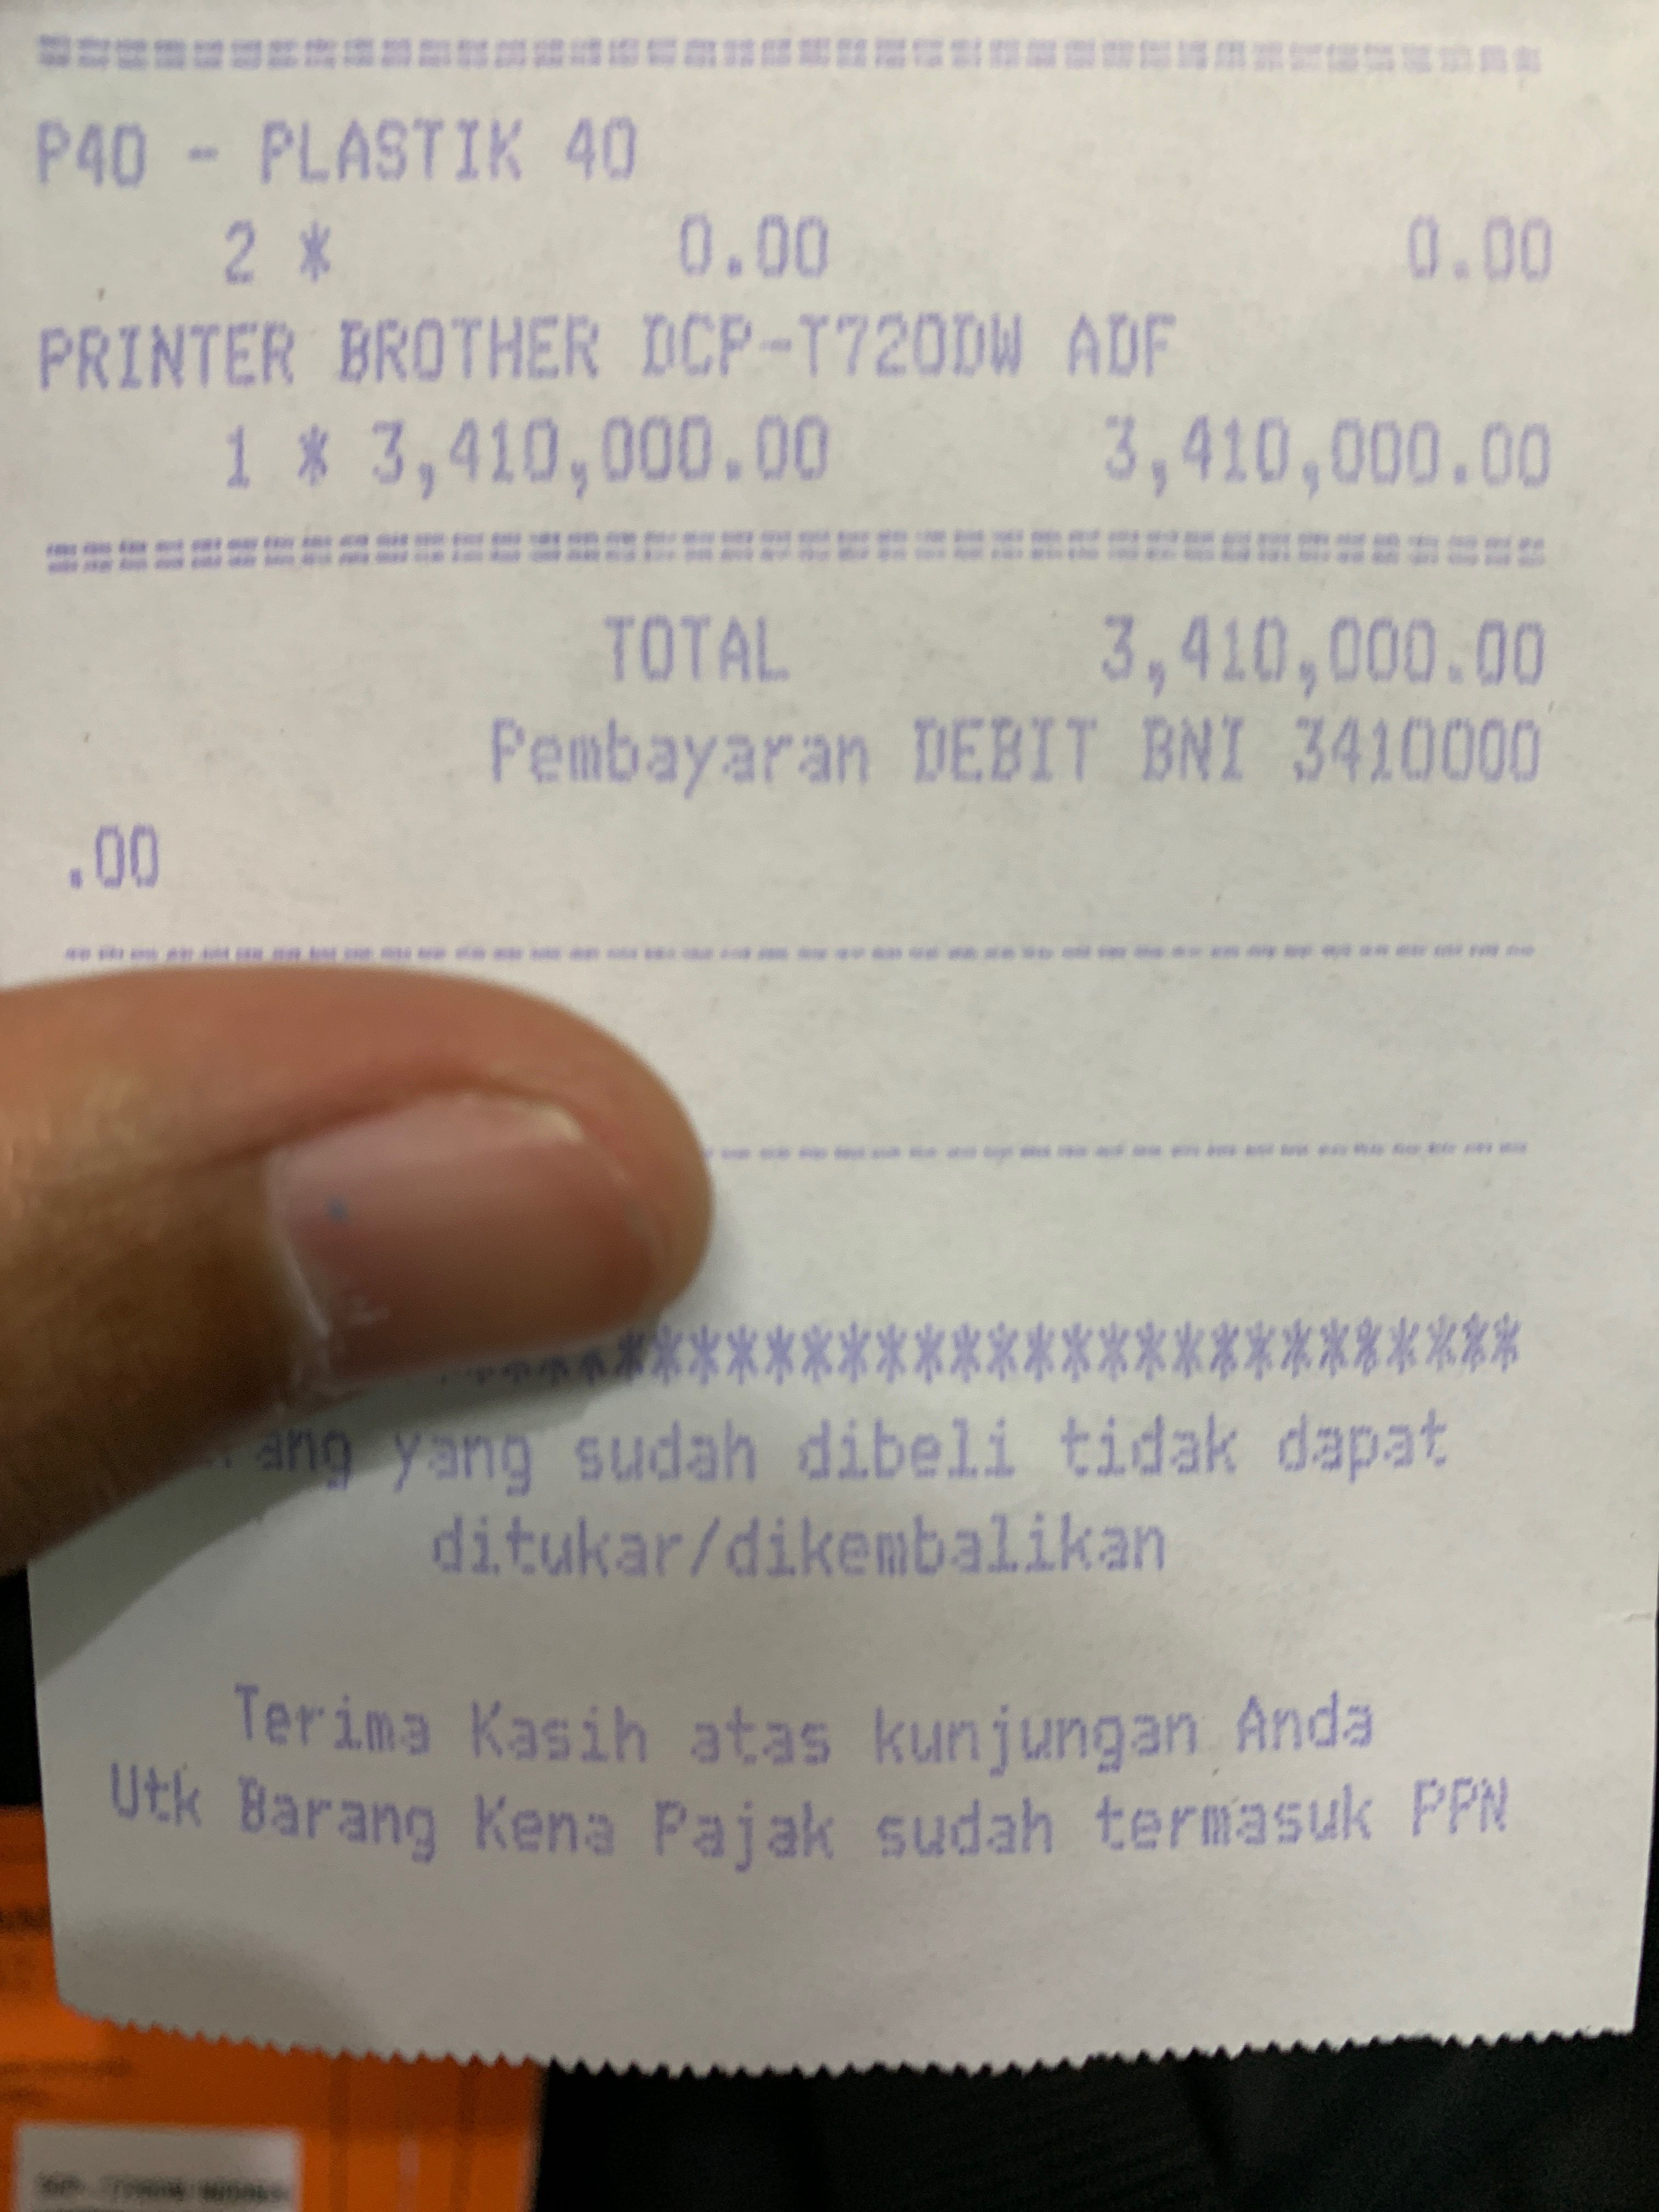 P40 - PLASTIK 40
2 * 0.00 0.00
PRINTER BROTHER DCP-T720DW ADF
1 * 3,410,000.00 3,410,000.00
TOTAL 3,410,000.00
Pembayaran DEBIT BNI 3410000
.00
*************************
yang sudah dibeli tidak dapat
ditukar/dikembalikan
Terima Kasih atas kunjungan Anda
Utk Barang Kena Pajak sudah termasuk PPN